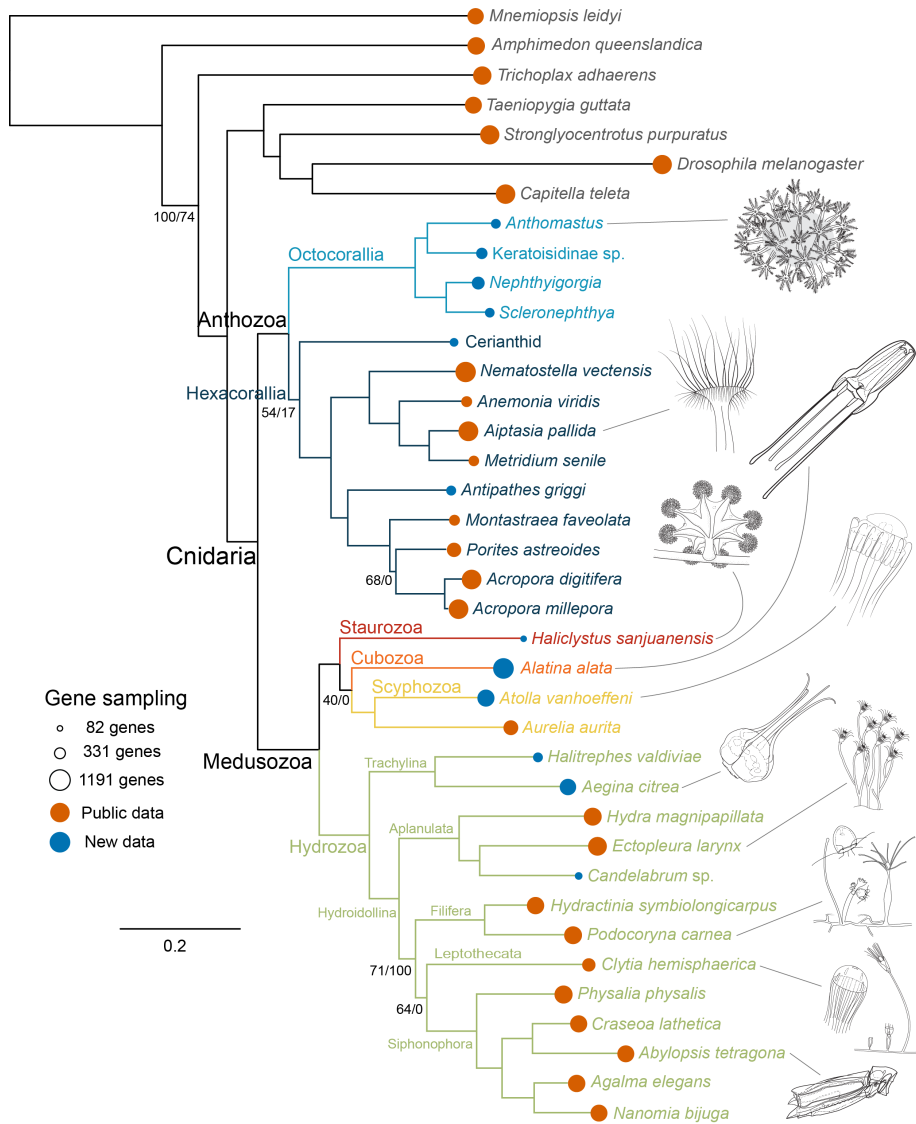 Mnemiopsis leidyi
Amphimedon queenslandica
Trichoplax adhaerens
Taeniopygia guttata
Stronglyocentrotus purpuratus
Drosophila melanogaster
Capitella teleta
100/74
Anthomastus
Octocorallia
Keratoisidinae sp.
Nephthyigorgia
Scleronephthya
Anthozoa
Cerianthid
Nematostella vectensis
Hexacorallia
54/17
Anemonia viridis
Aiptasia pallida
Metridium senile
Antipathes griggi
Montastraea faveolata
Cnidaria
Porites astreoides
68/0
Acropora digitifera
Acropora millepora
Staurozoa
Haliclystus sanjuanensis
Cubozoa
Alatina alata
Scyphozoa
40/0
Atolla vanhoeffeni
Aurelia aurita
Gene sampling
82 genes
331 genes
1191 genes
Public data
New data
Medusozoa
Trachylina
Halitrephes valdiviae
Aegina citrea
Hydra magnipapillata
Aplanulata
Hydrozoa
Ectopleura larynx
Candelabrum sp.
Hydroidollina
Filifera
Hydractinia symbiolongicarpus
Podocoryna carnea
0.2
Leptothecata
71/100
Clytia hemisphaerica
Physalia physalis
64/0
Craseoa lathetica
Siphonophora
Abylopsis tetragona
Agalma elegans
Nanomia bijuga